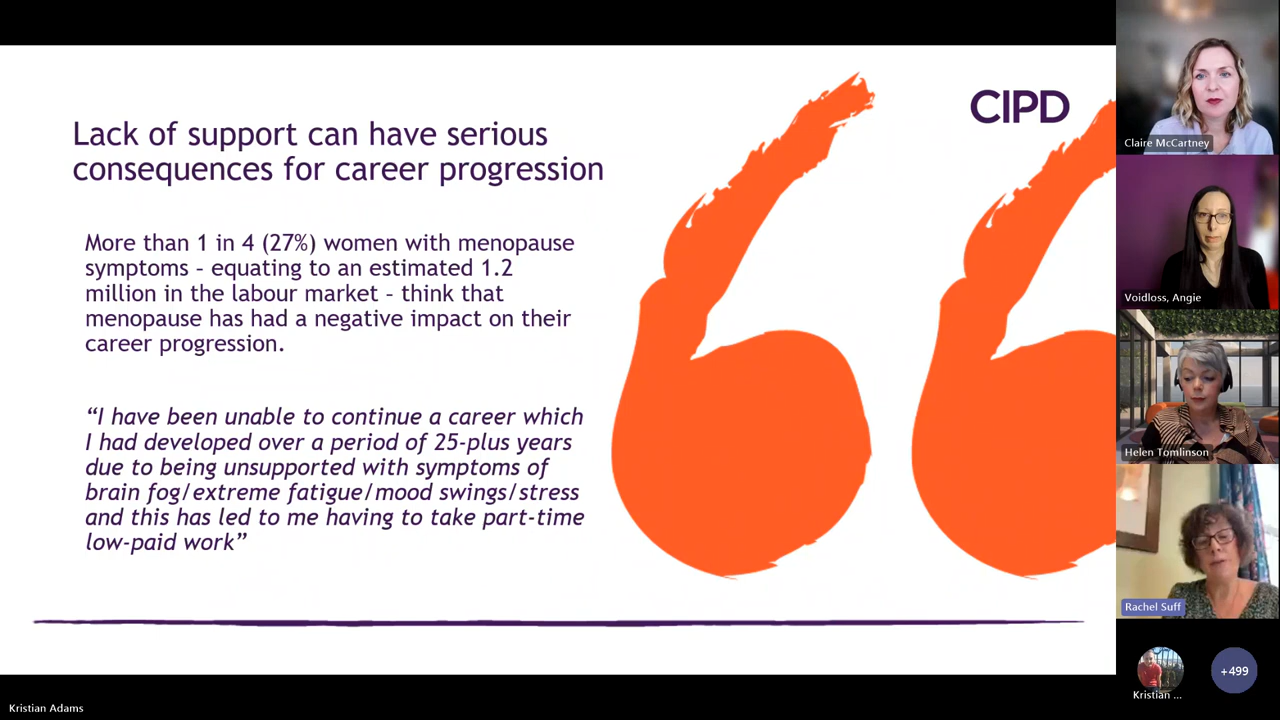 CIPD
Lack of support can have serious
consequences for career progression
More than 1 in 4 (27%) women with menopause
symptoms – equating to an estimated 1.2
million in the labour market – think that
menopause has had a negative impact on their
career progression.
“I have been unable to continue a career which
I had developed over a period of 25-plus years
due to being unsupported with symptoms of
brain fog/extreme fatigue/mood swings/stress
and this has led to me having to take part-time
low-paid work”
Claire McCartney
Voidloss, Angie
Helen Tomlinson
Rachel Suff
Kristian ...
+499
Kristian Adams